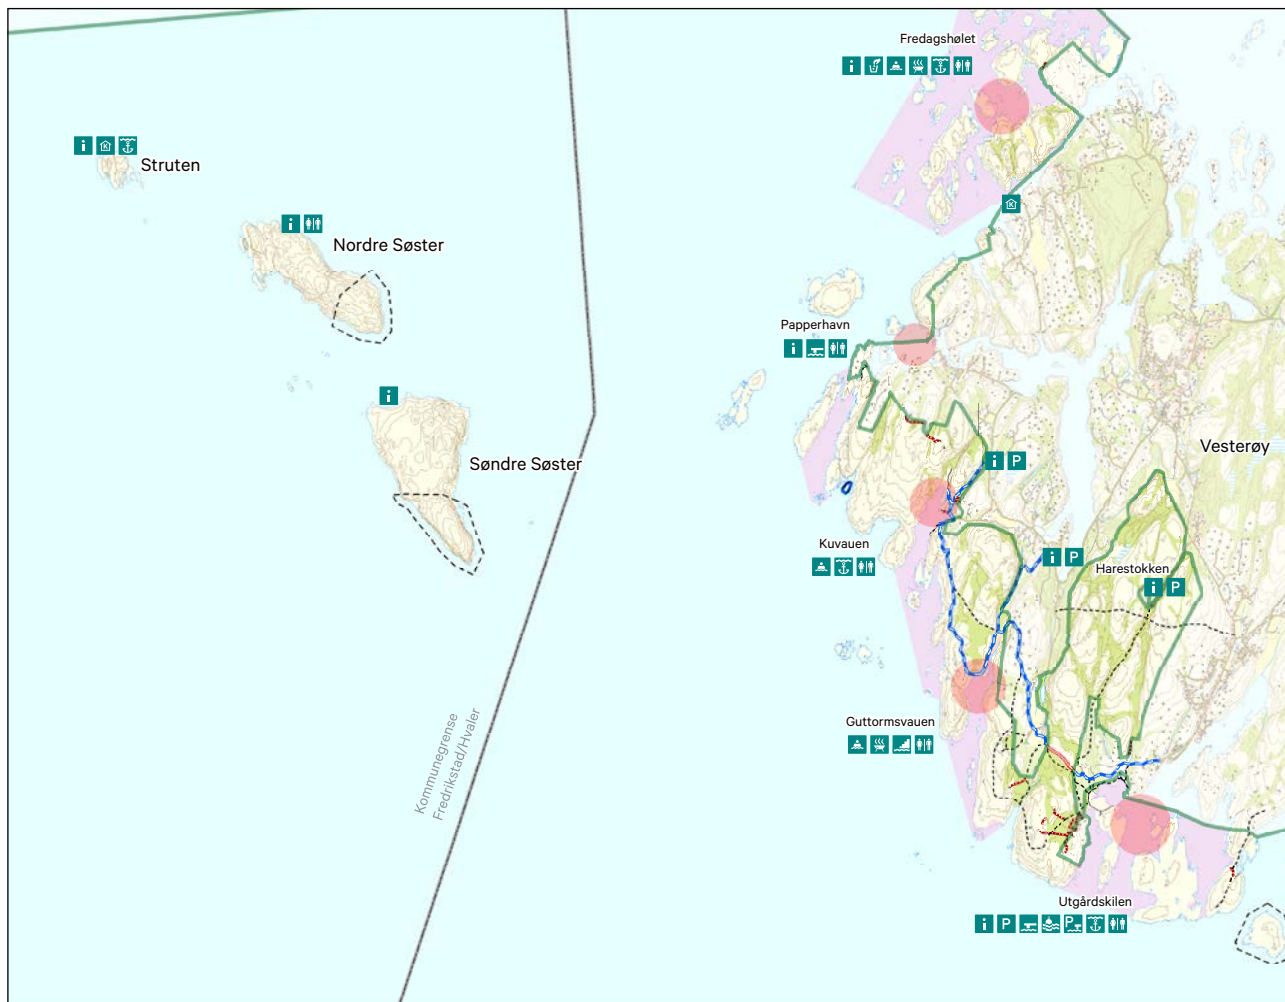 Fredagshølet
Struten
Nordre Søster
Papperhavn
Søndre Søster
Vesterøy
Kuvauen
Harestokken
Guttormsvauen
Kommunegrense
Fredrikstad/Hvaler
Utgårdskilen
i
i
i
i
i
i P
i P
i P
i P P